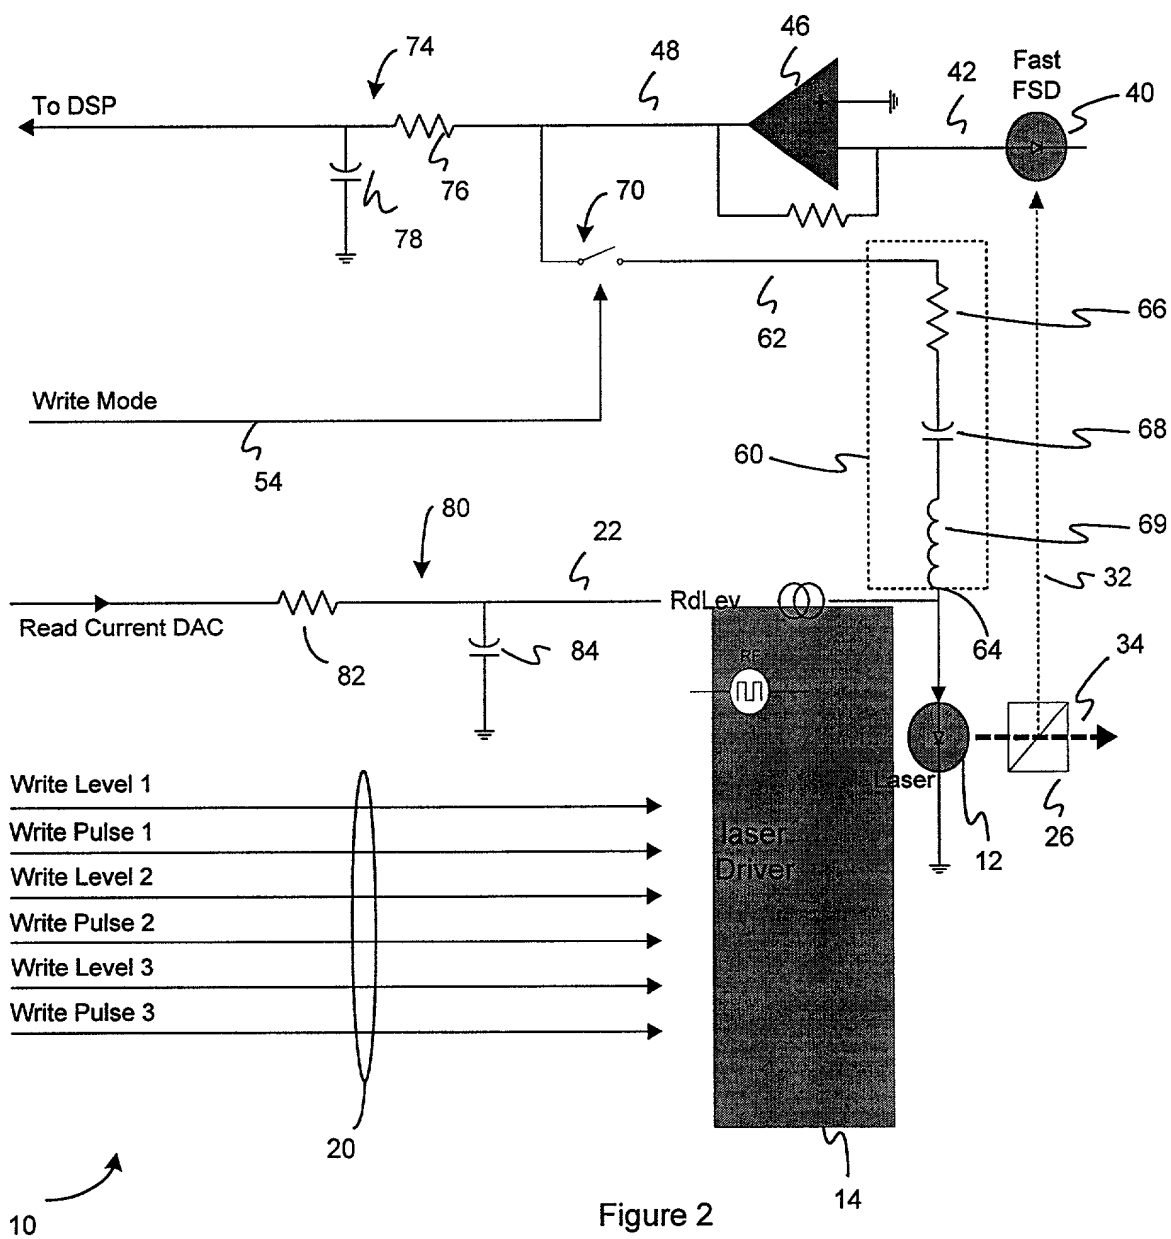 74
48
46
Fast
FSD
42
40
To DSP
76
78
70
62
66
Write Mode
54
60
68
80
22
69
32
RdLev
Read Current DAC
82
84
64
34
RF
Laser
12
26
Write Level 1
Write Pulse 1
laser
Driver
Write Level 2
Write Pulse 2
Write Level 3
Write Pulse 3
20
14
10
Figure 2